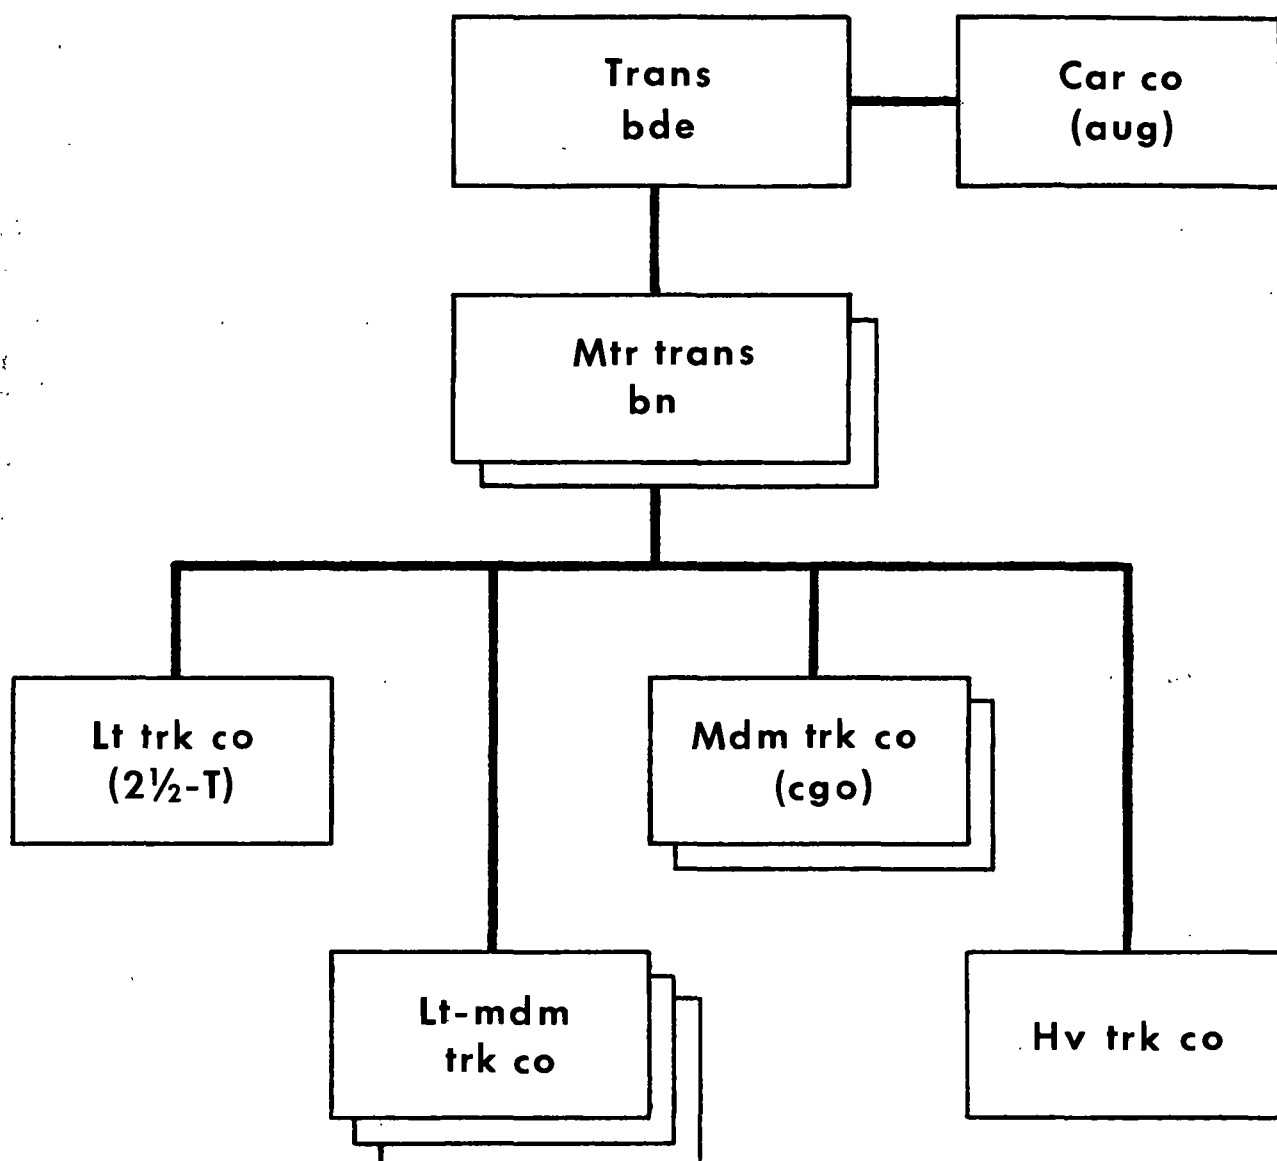 Trans
bde
Car co
(aug)
Mtr trans
bn
Lt trk co
(2½-T)
Mdm trk co
(cgo)
Lt-mdm
trk co
Hv trk co